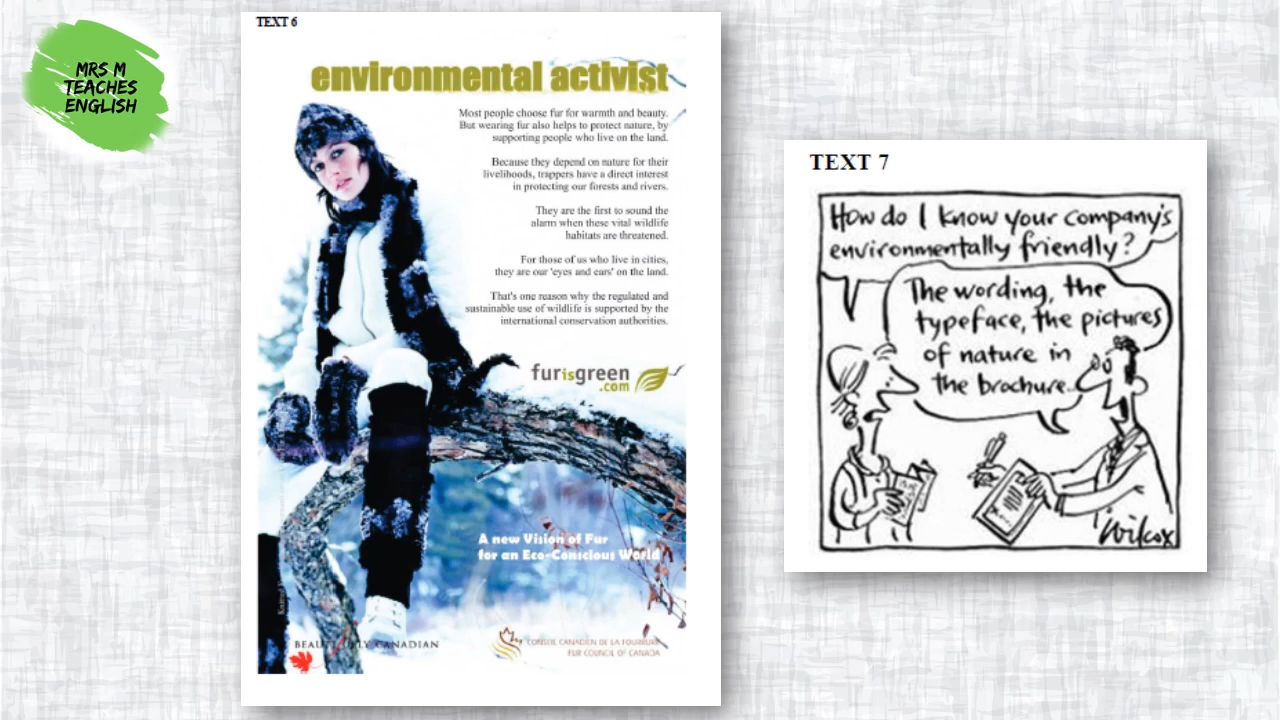 MRS M
TEACHES
ENGLISH
TEXT 6
environmental activist
Most people choose fur for warmth and beauty.
But wearing fur also helps to protect nature, by
supporting people who live on the land.
Because they depend on nature for their
livelihoods, trappers have a direct interest
in protecting our forests and rivers.
They are the first to sound the
alarm when these vital wildlife
habitats are threatened.
For those of us who live in cities,
they are our 'eyes and ears' on the land.
That's one reason why the regulated and
sustainable use of wildlife is supported by the
international conservation authorities.
furisgreen
.com
A new Vision of Fur
for an Eco-Conscious World
BEAUTIFULLY CANADIAN
CONSEIL CANADIEN DE LA FOURRURE
FUR COUNCIL OF CANADA
TEXT 7
How do I know your company's
environmentally friendly?
The wording, the
typeface, the pictures
of nature in
the brochure..
Wilcox